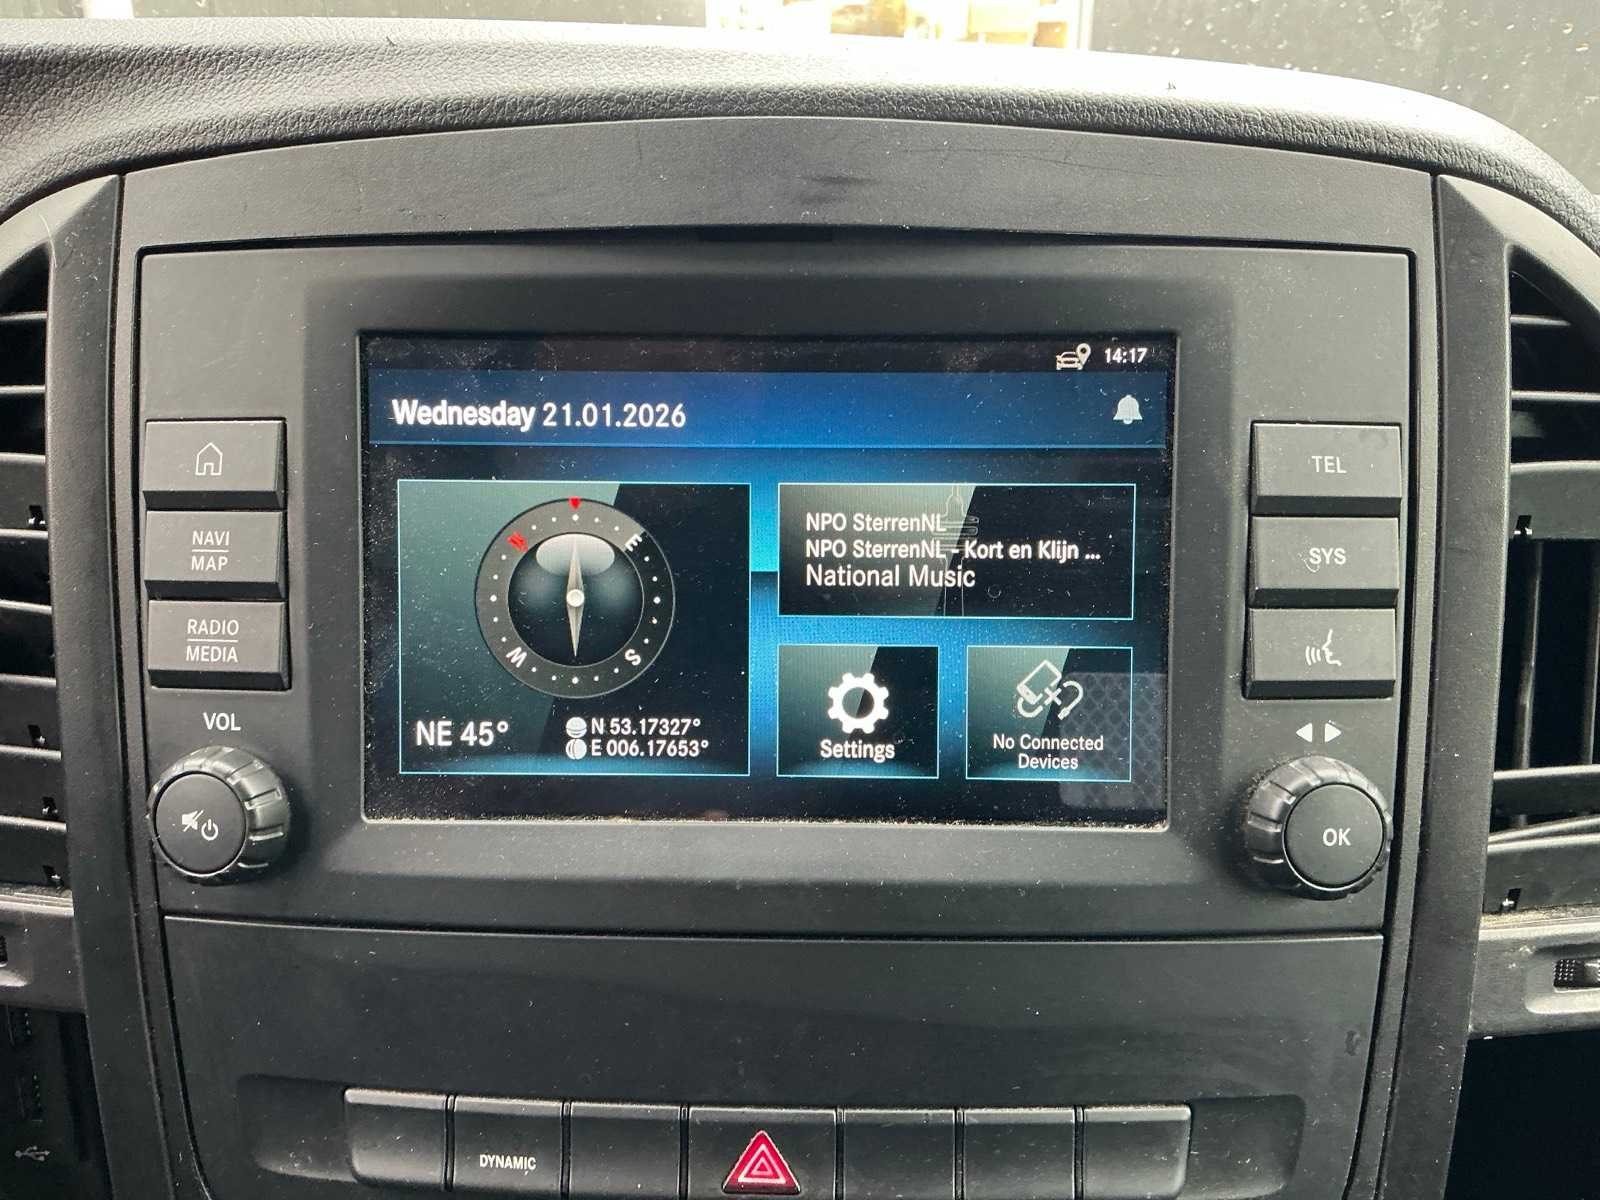 14:17
Wednesday 21.01.2026
NAVI
MAP
RADIO
MEDIA
VOL
N
E
S
W
NE 45°
N 53.17327°
E 006.17653°
NPO SterrenNL
NPO SterrenNL - Kort en Klijn ...
National Music
Settings
No Connected
Devices
TEL
SYS
OK
DYNAMIC